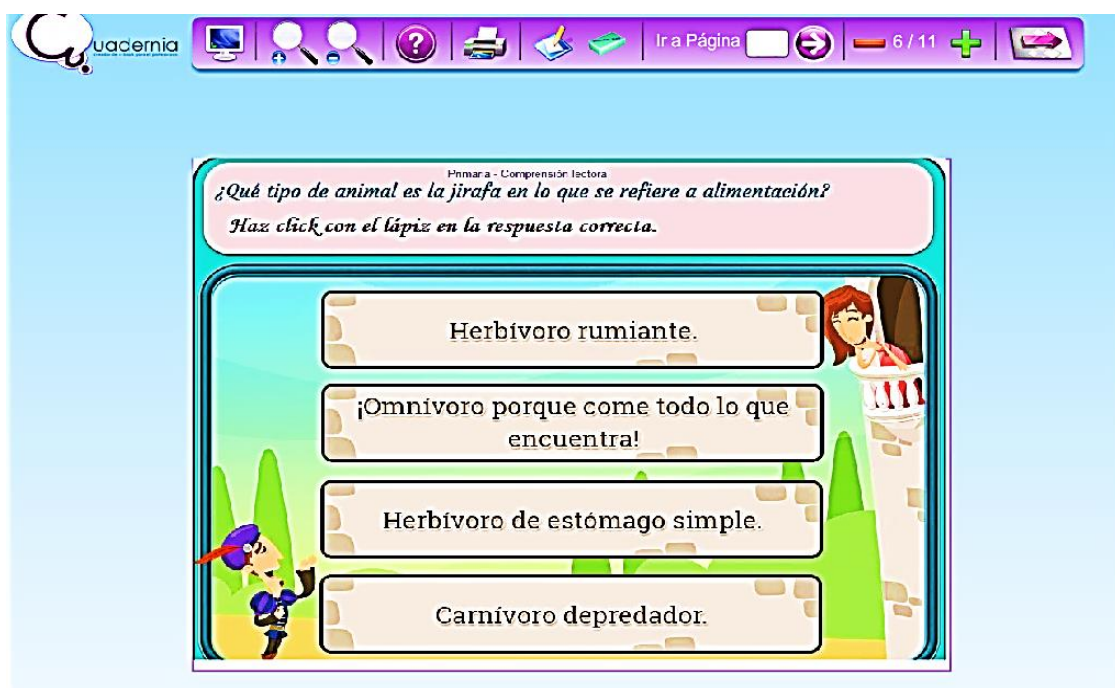 Cuadernia
Ir a Página
6 / 11
Primaria - Comprensión lectora
¿Qué tipo de animal es la jirafa en lo que se refiere a alimentación?
Haz click con el lápiz en la respuesta correcta.
Herbívoro rumiante.
¡Omnívoro porque come todo lo que
encuentra!
Herbívoro de estómago simple.
Carnívoro depredador.